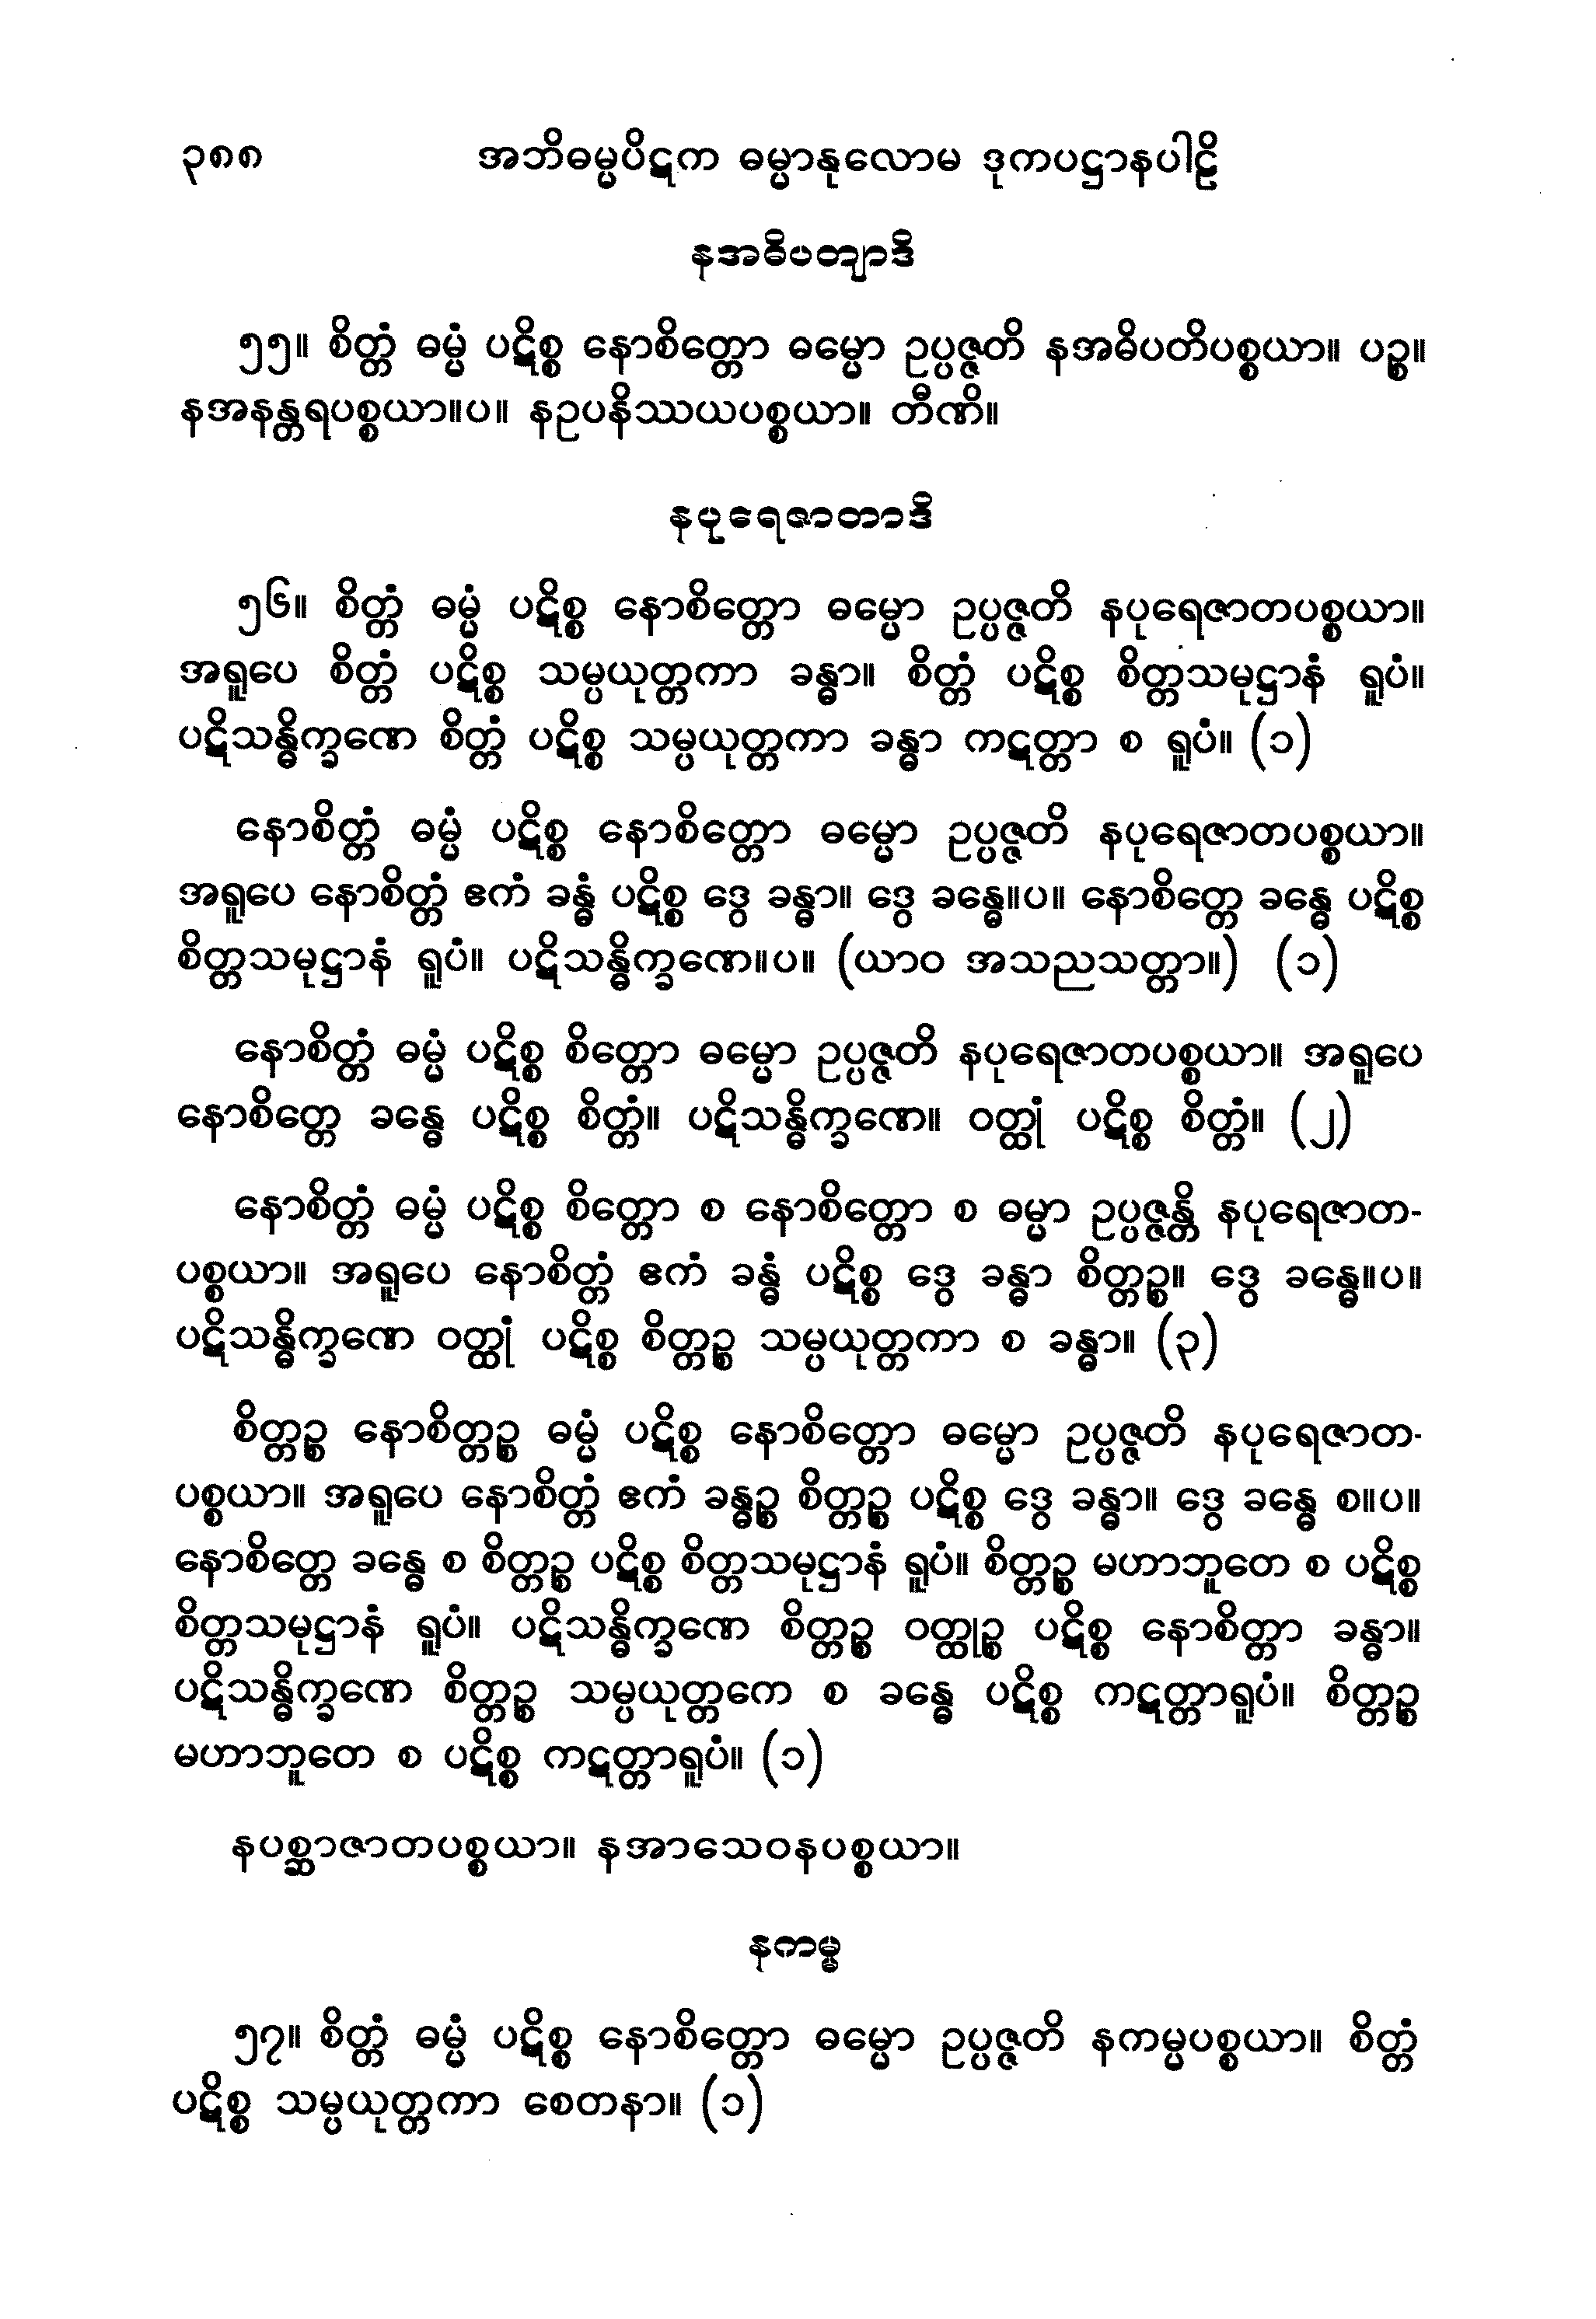 ၃၈၈ အဘိဓမ္မပိဋက ဓမ္မာနုလောမ ဒုကပဋ္ဌာနပါဠိ
နအဓိပတျာဒိ
၅၅။ စိတ္တံ ဓမ္မံ ပဋိစ္စ နောစိတ္တော ဓမ္မော ဥပ္ပဇ္ဇတိ နအဓိပတိပစ္စယာ။ ပဉ္စ။
နအနန္တရပစ္စယာ။ပ။ နဥပနိဿယပစ္စယာ။ တီဏိ။
နပုရေဇာတာဒိ
၅၆။ စိတ္တံ ဓမ္မံ ပဋိစ္စ နောစိတ္တော ဓမ္မော ဥပ္ပဇ္ဇတိ နပုရေဇာတပစ္စယာ။
အရူပေ စိတ္တံ ပဋိစ္စ သမ္ပယုတ္တကာ ခန္ဓာ။ စိတ္တံ ပဋိစ္စ စိတ္တသမုဋ္ဌာနံ ရူပံ။
ပဋိသန္ဓိက္ခဏေ စိတ္တံ ပဋိစ္စ သမ္ပယုတ္တကာ ခန္ဓာ ကဋတ္တာ စ ရူပံ။ (၁)
နောစိတ္တံ ဓမ္မံ ပဋိစ္စ နောစိတ္တော ဓမ္မော ဥပ္ပဇ္ဇတိ နပုရေဇာတပစ္စယာ။
အရူပေ နောစိတ္တံ ဧကံ ခန္ဓံ ပဋိစ္စ ဒွေ ခန္ဓာ။ ဒွေ ခန္ဓေ။ပ။ နောစိတ္တေ ခန္ဓေ ပဋိစ္စ
စိတ္တသမုဋ္ဌာနံ ရူပံ။ ပဋိသန္ဓိက္ခဏေ။ပ။ (ယာဝ အသညသတ္တာ။) (၁)
နောစိတ္တံ ဓမ္မံ ပဋိစ္စ စိတ္တော ဓမ္မော ဥပ္ပဇ္ဇတိ နပုရေဇာတပစ္စယာ။ အရူပေ
နောစိတ္တေ ခန္ဓေ ပဋိစ္စ စိတ္တံ။ ပဋိသန္ဓိက္ခဏေ။ ဝတ္ထုံ ပဋိစ္စ စိတ္တံ။ (၂)
နောစိတ္တံ ဓမ္မံ ပဋိစ္စ စိတ္တော စ နောစိတ္တော စ ဓမ္မာ ဥပ္ပဇ္ဇန္တိ နပုရေဇာတ-
ပစ္စယာ။ အရူပေ နောစိတ္တံ ဧကံ ခန္ဓံ ပဋိစ္စ ဒွေ ခန္ဓာ စိတ္တဉ္စ။ ဒွေ ခန္ဓေ။ပ။
ပဋိသန္ဓိက္ခဏေ ဝတ္ထုံ ပဋိစ္စ စိတ္တဉ္စ သမ္ပယုတ္တကာ စ ခန္ဓာ။ (၃)
စိတ္တဉ္စ နောစိတ္တဉ္စ ဓမ္မံ ပဋိစ္စ နောစိတ္တော ဓမ္မော ဥပ္ပဇ္ဇတိ နပုရေဇာတ-
ပစ္စယာ။ အရူပေ နောစိတ္တံ ဧကံ ခန္ဓဉ္စ စိတ္တဉ္စ ပဋိစ္စ ဒွေ ခန္ဓာ။ ဒွေ ခန္ဓေ စ။ပ။
နောစိတ္တေ ခန္ဓေ စ စိတ္တဉ္စ ပဋိစ္စ စိတ္တသမုဋ္ဌာနံ ရူပံ။ စိတ္တဉ္စ မဟာဘူတေ စ ပဋိစ္စ
စိတ္တသမုဋ္ဌာနံ ရူပံ။ ပဋိသန္ဓိက္ခဏေ စိတ္တဉ္စ ဝတ္ထုဉ္စ ပဋိစ္စ နောစိတ္တာ ခန္ဓာ။
ပဋိသန္ဓိက္ခဏေ စိတ္တဉ္စ သမ္ပယုတ္တကေ စ ခန္ဓေ ပဋိစ္စ ကဋတ္တာရူပံ။ စိတ္တဉ္စ
မဟာဘူတေ စ ပဋိစ္စ ကဋတ္တာရူပံ။ (၁)
နပစ္ဆာဇာတပစ္စယာ။ နအာသေဝနပစ္စယာ။
နကမ္မ
၅၇။ စိတ္တံ ဓမ္မံ ပဋိစ္စ နောစိတ္တော ဓမ္မော ဥပ္ပဇ္ဇတိ နကမ္မပစ္စယာ။ စိတ္တံ
ပဋိစ္စ သမ္ပယုတ္တကာ စေတနာ။ (၁)